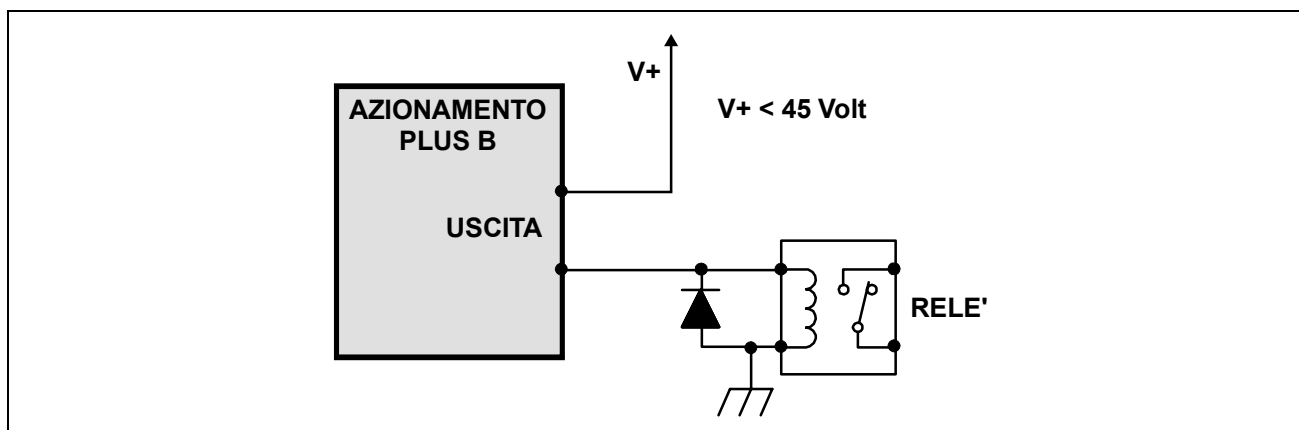 V+
V+ < 45 Volt
AZIONAMENTO
PLUS B
USCITA
RELE'